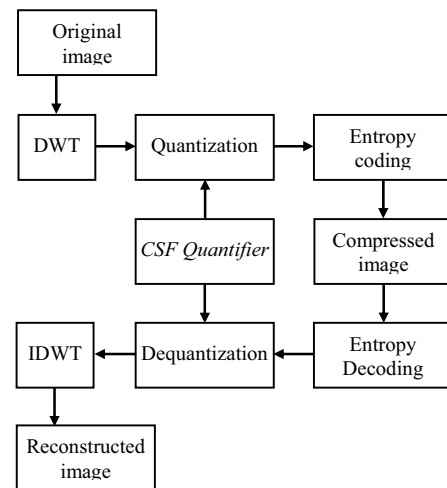 Original
image
DWT
Quantization
Entropy
coding
CSF Quantifier
Compressed
image
IDWT
Dequantization
Entropy
Decoding
Reconstructed
image